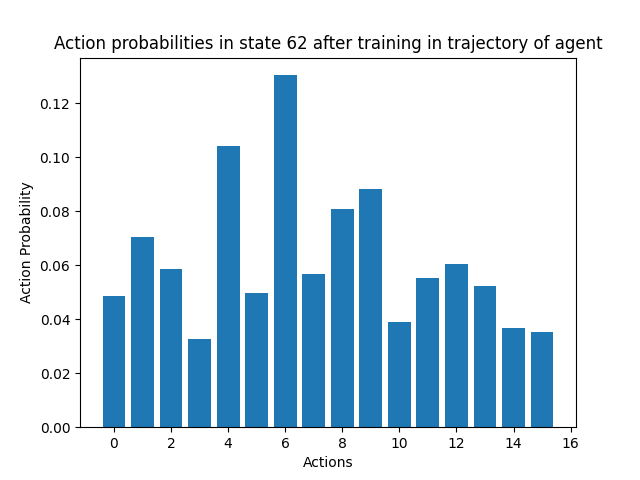 Action probabilities in state 62 after training in trajectory of agent
0.12
0.10
0.08
0.06
0.04
0.02
0.00
Action Probability
0 2 4 6 8 10 12 14 16
Actions